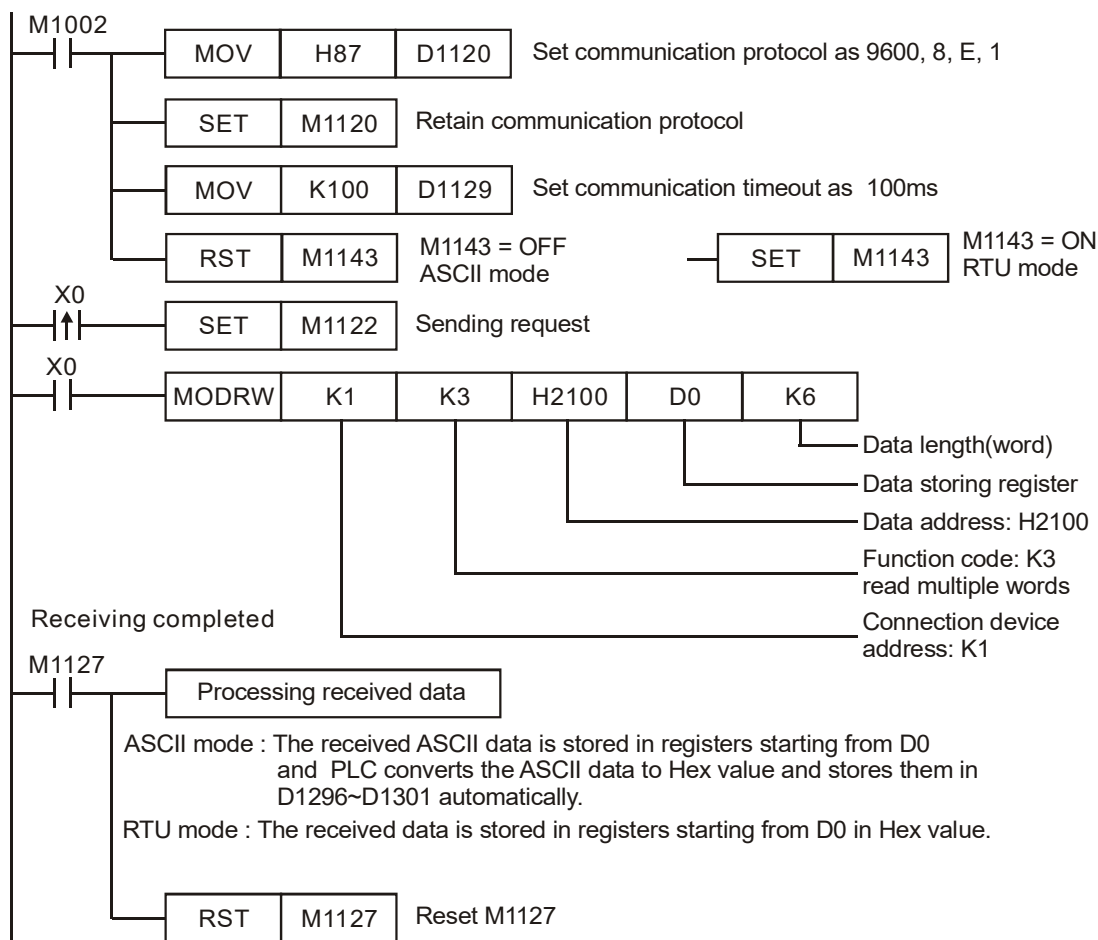 M1002
MOV H87 D1120 Set communication protocol as 9600, 8, E, 1
SET M1120 Retain communication protocol
MOV K100 D1129 Set communication timeout as 100ms
RST M1143 M1143 = OFF
ASCII mode
SET M1143 M1143 = ON
RTU mode
X0
SET M1122 Sending request
X0
MODRW K1 K3 H2100 D0 K6
Data length(word)
Data storing register
Data address: H2100
Function code: K3
read multiple words
Connection device
address: K1
Receiving completed
M1127
Processing received data
ASCII mode : The received ASCII data is stored in registers starting from D0
and PLC converts the ASCII data to Hex value and stores them in
D1296~D1301 automatically.
RTU mode : The received data is stored in registers starting from D0 in Hex value.
RST M1127 Reset M1127